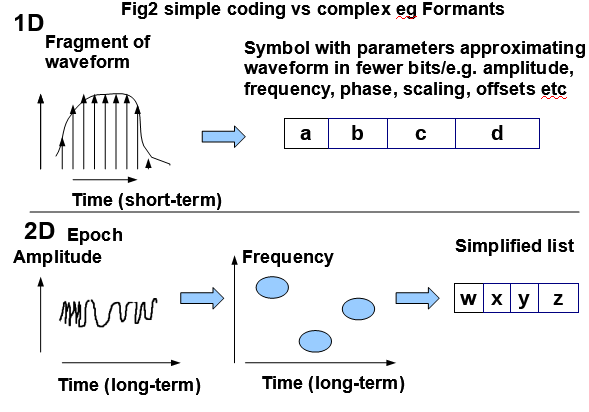 Fig2 simple coding vs complex eg Formants
1D
Fragment of
waveform
Symbol with parameters approximating
waveform in fewer bits/e.g. amplitude,
frequency, phase, scaling, offsets etc
a b c d
Time (short-term)
2D Epoch
Amplitude
Frequency
Simplified list
w x y z
Time (long-term)
Time (long-term)